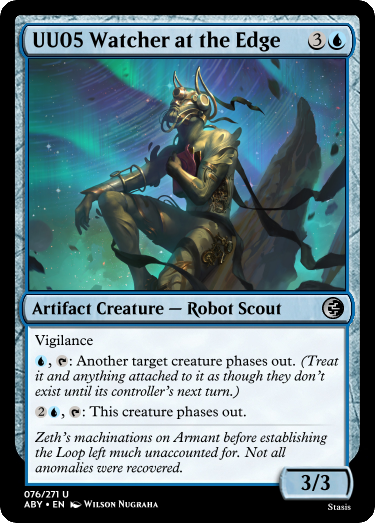 UU05 Watcher at the Edge 3
Artifact Creature — Robot Scout
Vigilance
, : Another target creature phases out. (Treat
it and anything attached to it as though they don't
exist until its controller's next turn.)
2 , : This creature phases out.
Zeth's machinations on Armant before establishing
the Loop left much unaccounted for. Not all
anomalies were recovered.
3/3
076/271 U
ABY • EN Wilson Nugraha
Stasis